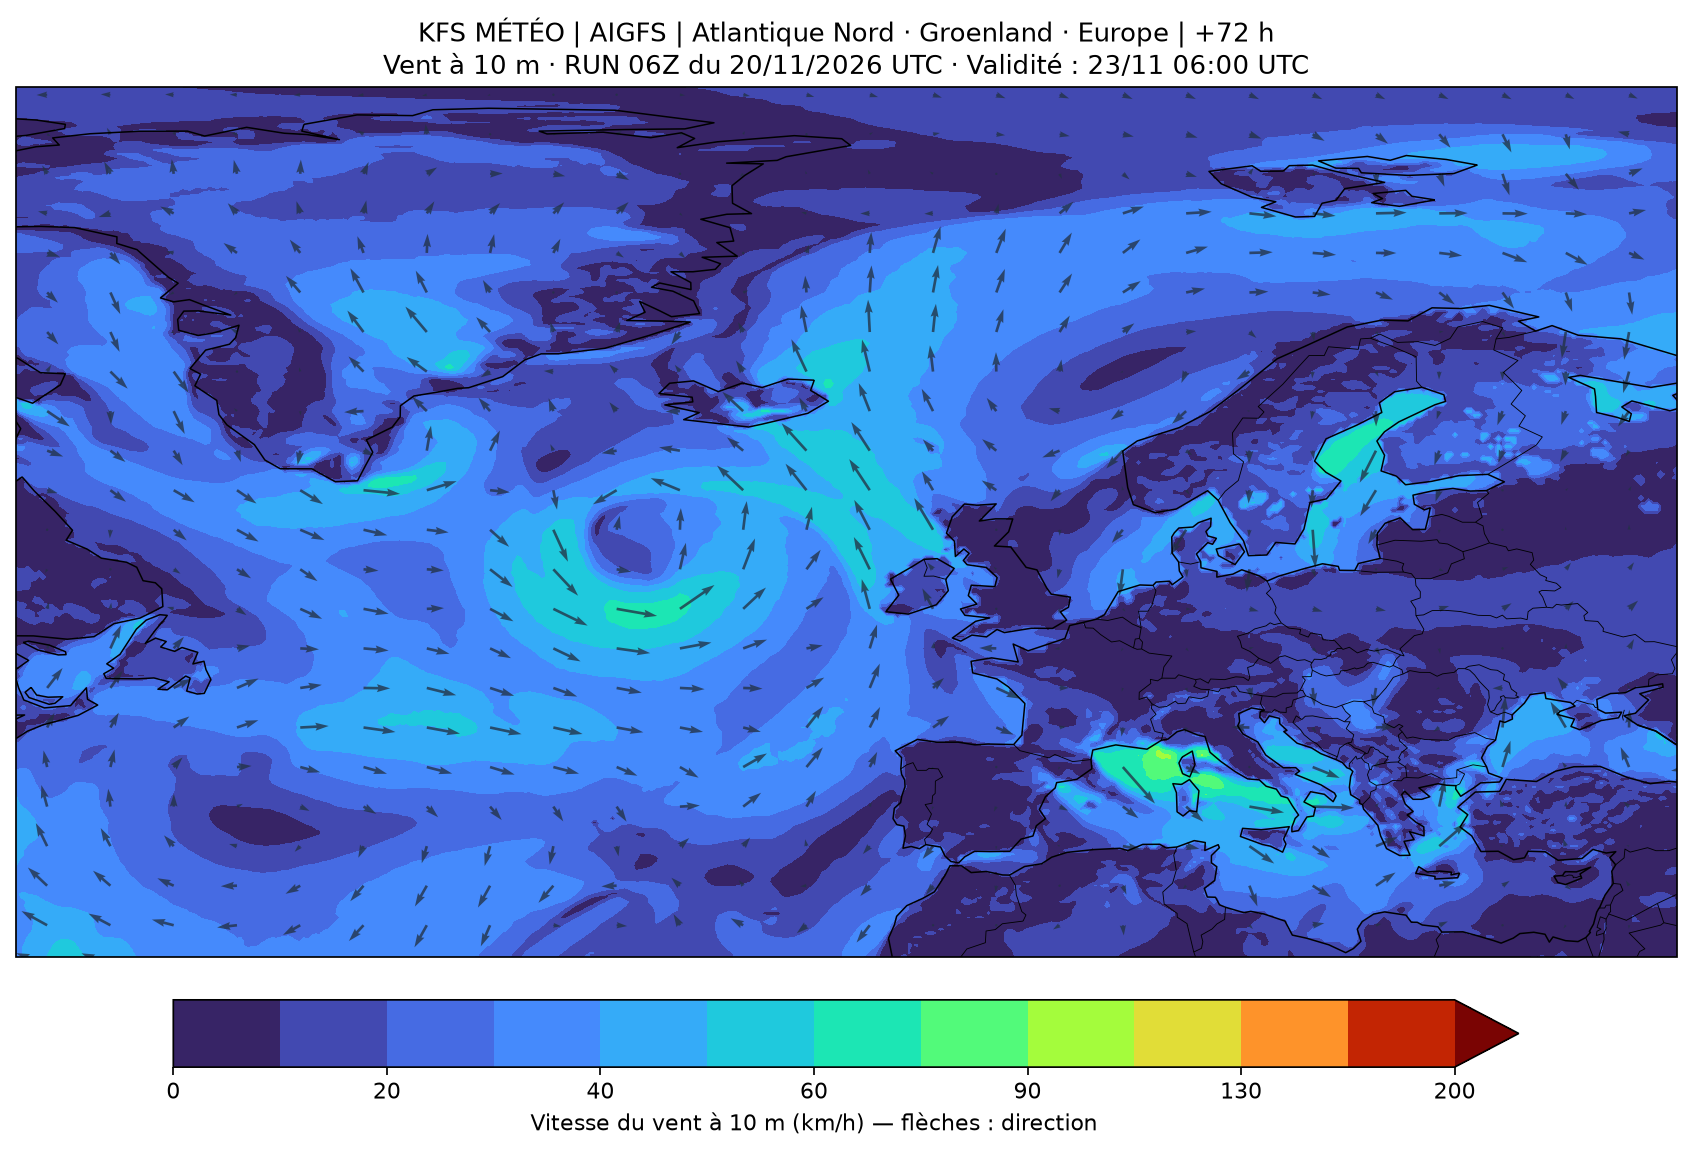 KFS MÉTÉO | AIGFS | Atlantique Nord · Groenland · Europe | +72 h
Vent à 10 m · RUN 06Z du 20/11/2026 UTC · Validité : 23/11 06:00 UTC
0 20 40 60 90 130 200
Vitesse du vent à 10 m (km/h) — flèches : direction